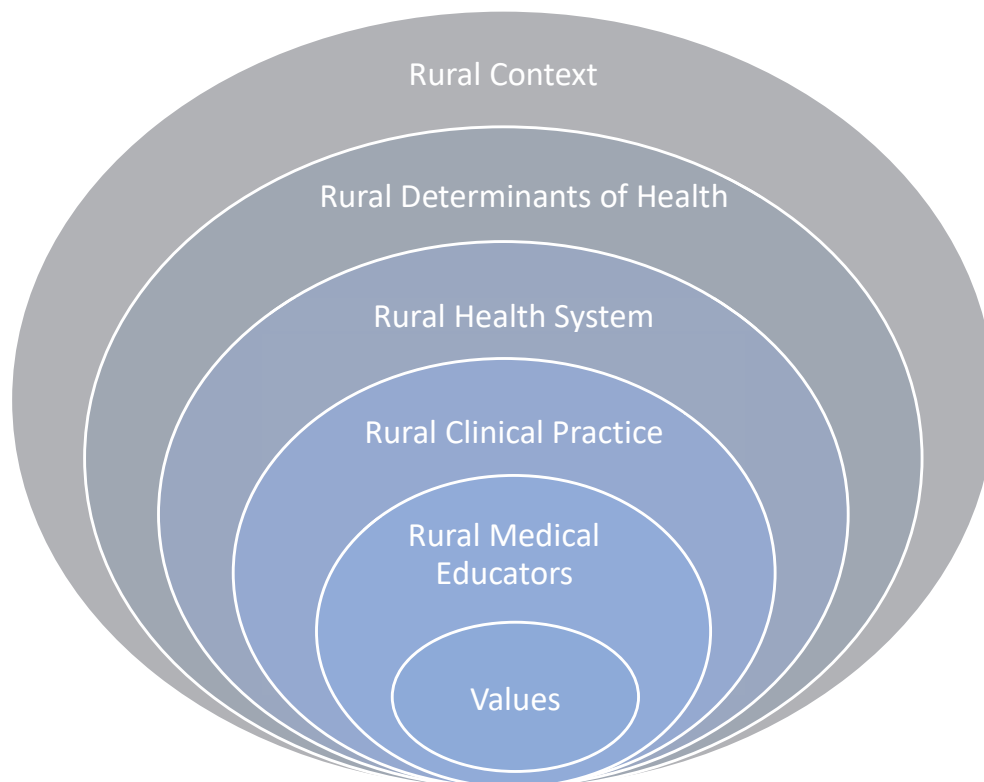 Rural Context
Rural Determinants of Health
Rural Health System
Rural Clinical Practice
Rural Medical
Educators
Values